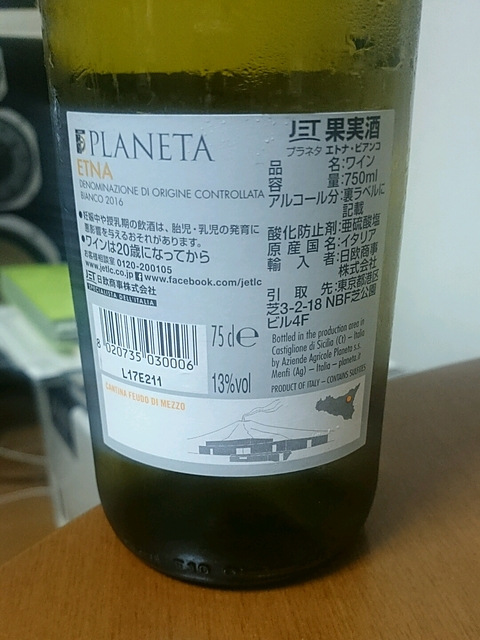 PLANETA
ETNA
DENOMINAZIONE DI ORIGINE CONTROLLATA
BIANCO 2016
●妊娠中や授乳期の飲酒は、胎児・乳児の発育に
悪影響を与えるおそれがあります。
●ワインは20歳になってから
お客様相談室 0120-200105
www.jetlc.co.jp f www.facebook.com/jetlc
JET 日欧商事株式会社
SPECIALISTA DELL'ITALIA
8 020735 030006
L17E211
75 cl e
13%vol
JET 果実酒
プラネタ エトナ・ビアンコ
品名:ワイン
容量:750ml
アルコール分:裏ラベルに
記載
酸化防止剤:亜硫酸塩
原産国名:イタリア
輸入者:日欧商事
株式会社
引取先:東京都港区
芝3-2-18 NBF芝公園
ビル4F
Bottled in the production area in
Castiglione di Sicilia (Ct) – Italia
by Aziende Agricole Planeta s.s.
Menfi (Ag) – Italia – planeta.it
PRODUCT OF ITALY – CONTAINS SULFITES
CANTINA FEUDO DI MEZZO